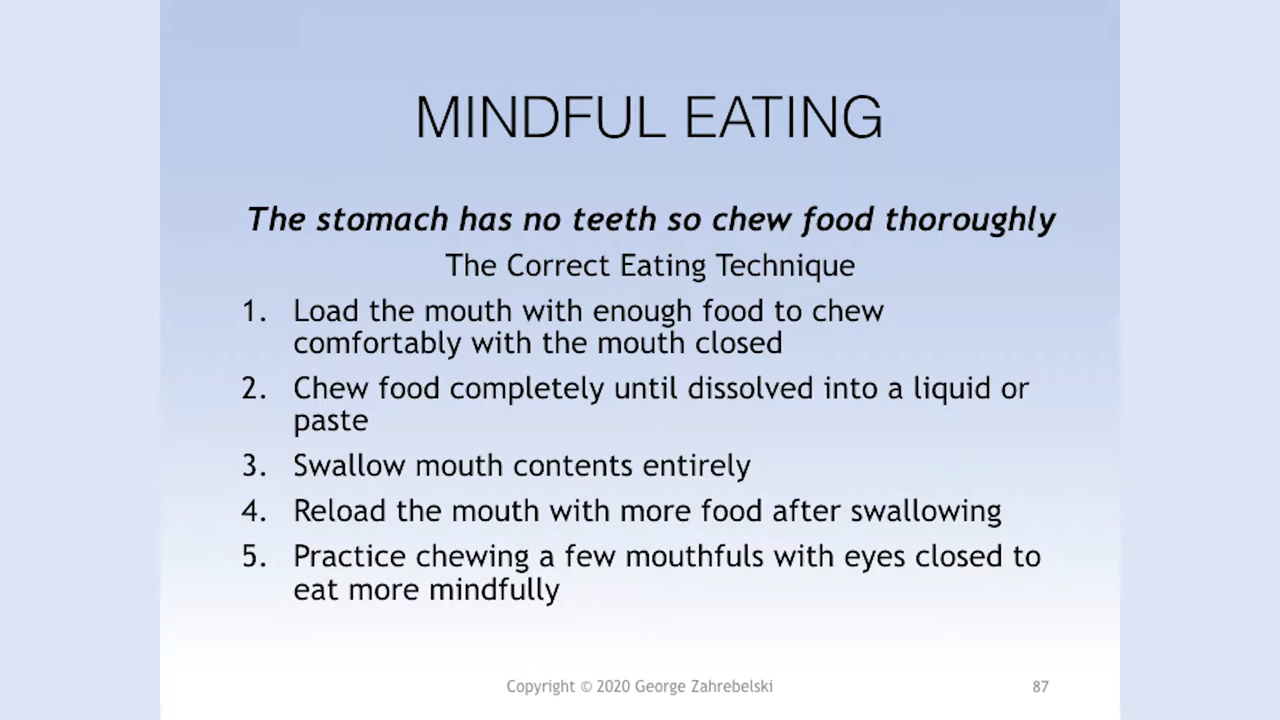 MINDFUL EATING
The stomach has no teeth so chew food thoroughly
The Correct Eating Technique
1. Load the mouth with enough food to chew
comfortably with the mouth closed
2. Chew food completely until dissolved into a liquid or
paste
3. Swallow mouth contents entirely
4. Reload the mouth with more food after swallowing
5. Practice chewing a few mouthfuls with eyes closed to
eat more mindfully
Copyright © 2020 George Zahrebelski 87